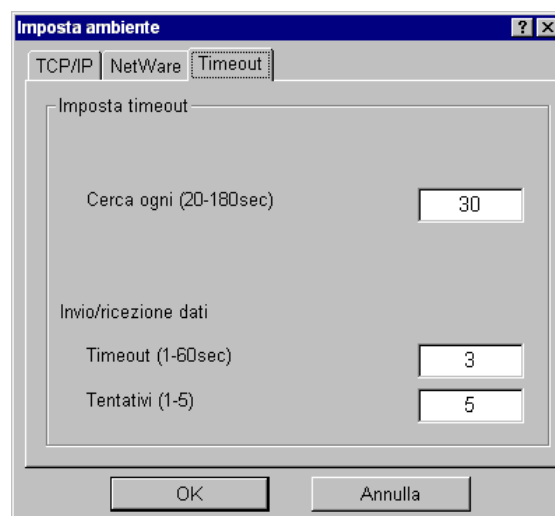 Imposta ambiente
TCP/IP NetWare Timeout
Imposta timeout
Cerca ogni (20-180sec) 30
Invio/ricezione dati
Timeout (1-60sec) 3
Tentativi (1-5) 5
OK Annulla